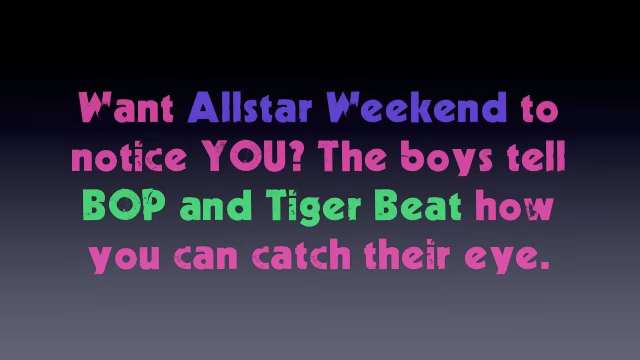 Want Allstar Weekend to
notice YOU? The boys tell
BOP and Tiger Beat how
you can catch their eye.